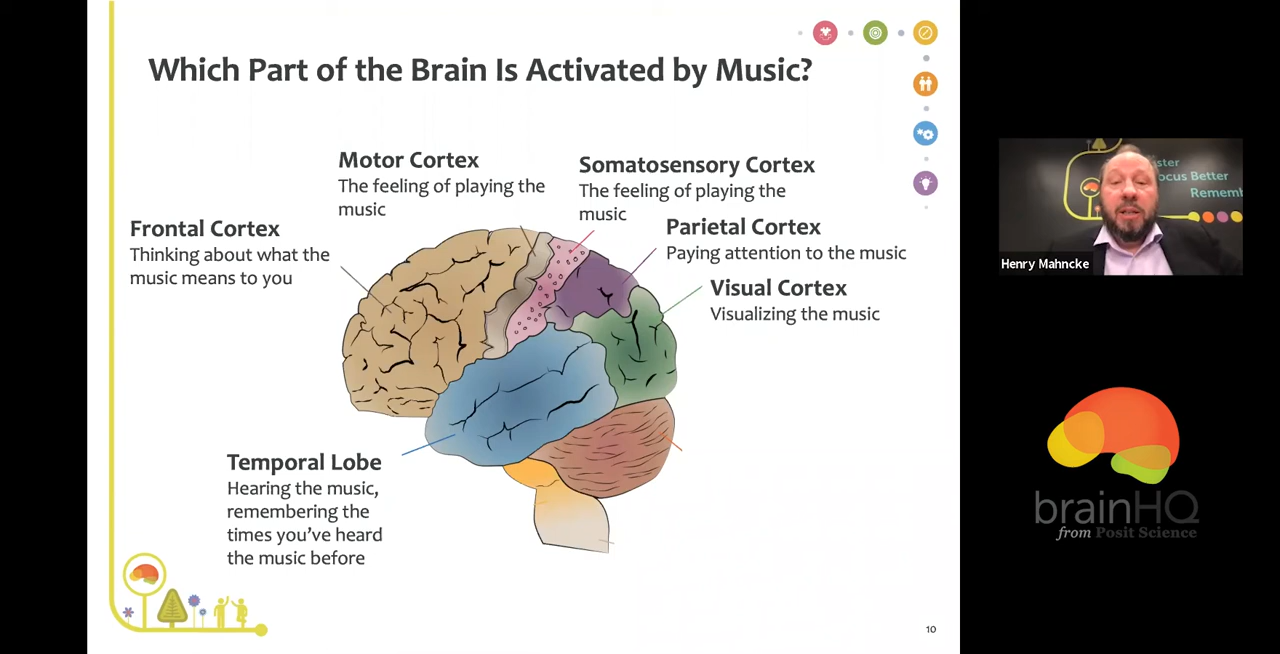 Which Part of the Brain Is Activated by Music?
Motor Cortex
The feeling of playing the
music
Somatosensory Cortex
The feeling of playing the
music
Frontal Cortex
Thinking about what the
music means to you
Parietal Cortex
Paying attention to the music
Visual Cortex
Visualizing the music
Temporal Lobe
Hearing the music,
remembering the
times you've heard
the music before
10
Focus Better
Henry Mahncke
brainHQ
from Posit Science